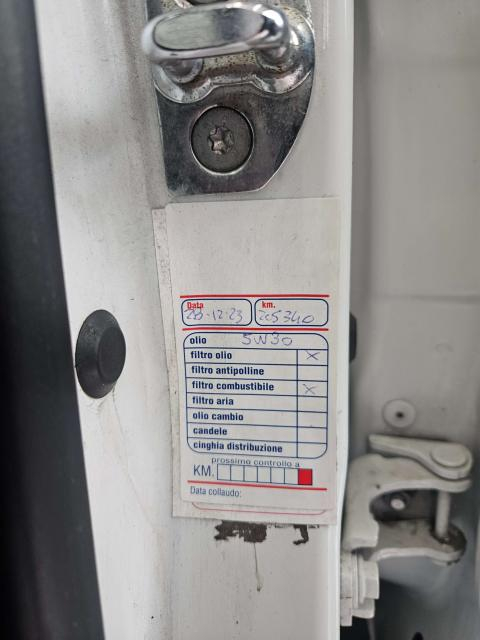 Data km.
28-12-23 205340
olio 5W30
filtro olio X
filtro antipolline
filtro combustibile X
filtro aria
olio cambio
candele
cinghia distribuzione
prossimo controllo a
KM.
Data collaudo: